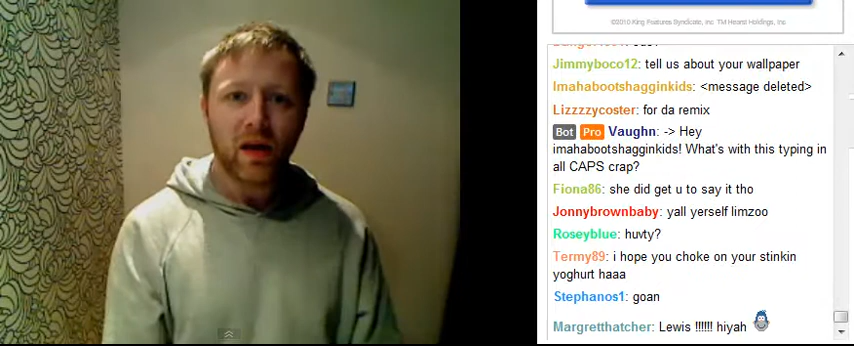 ©2010 King Features Syndicate, Inc TM Hearst Holdings, Inc
Jimmyboco12: tell us about your wallpaper
Imahabootshagginkids: <message deleted>
Lizzzzycoster: for da remix
Bot Pro Vaughn: -> Hey
imahabootshagginkids! What's with this typing in
all CAPS crap?
Fiona86: she did get u to say it tho
Jonnybrownbaby: yall yerself limzoo
Roseyblue: huvty?
Termy89: i hope you choke on your stinkin
yoghurt haaa
Stephanos1: goan
Margretthatcher: Lewis !!!!!! hiyah